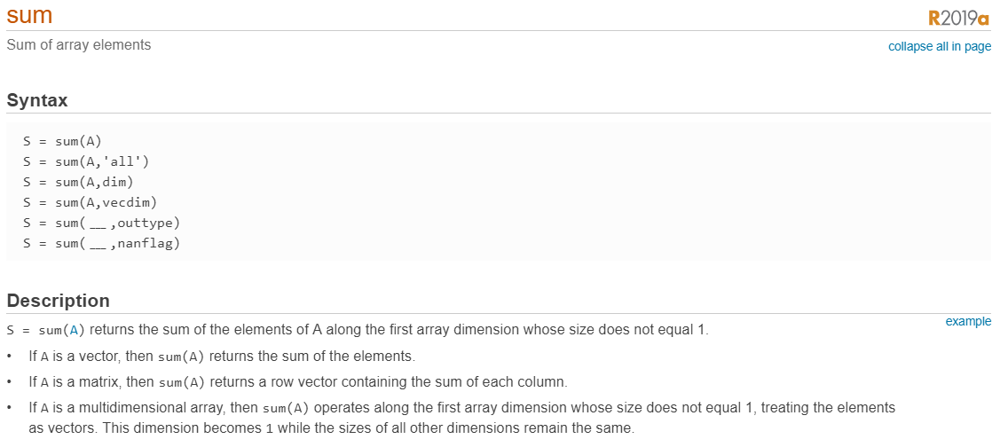 sum
R2019a
Sum of array elements
collapse all in page
Syntax
S = sum(A)
S = sum(A,'all')
S = sum(A,dim)
S = sum(A,vecdim)
S = sum( ___ ,outtype)
S = sum( ___ ,nanflag)
Description
example
S = sum(A) returns the sum of the elements of A along the first array dimension whose size does not equal 1.
• If A is a vector, then sum(A) returns the sum of the elements.
• If A is a matrix, then sum(A) returns a row vector containing the sum of each column.
• If A is a multidimensional array, then sum(A) operates along the first array dimension whose size does not equal 1, treating the elements
as vectors. This dimension becomes 1 while the sizes of all other dimensions remain the same.